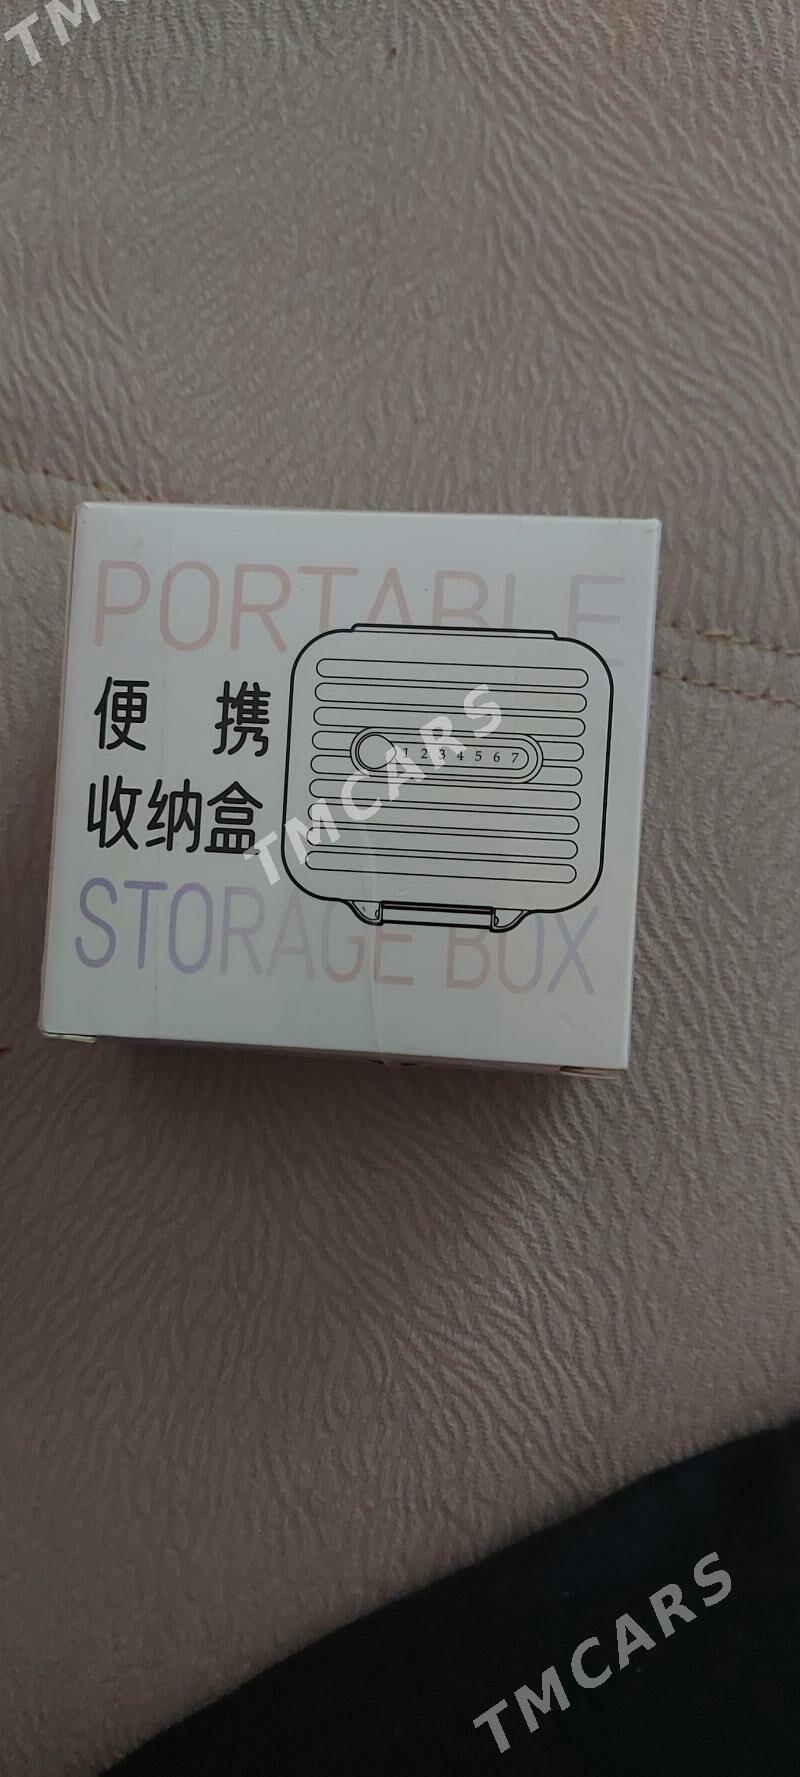 TMCARS
PORTABLE
便 携
1 2 3 4 5 6 7
收纳盒
TMCARS
STORAGE BOX
TMCARS